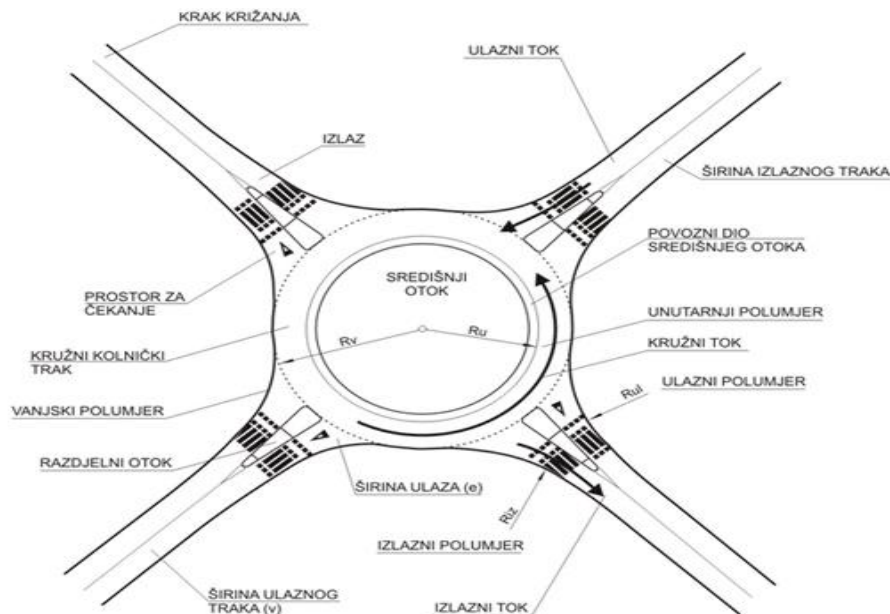 KRAK KRIŽANJA
ULAZNI TOK
IZLAZ
ŠIRINA IZLAZNOG TRAKA
POVOZNI DIO
SREDIŠNJEG OTOKA
SREDIŠNJI
OTOK
PROSTOR ZA
ČEKANJE
UNUTARNJI POLUMJER
Rv
Ru
KRUŽNI KOLNIČKI
TRAK
KRUŽNI TOK
ULAZNI POLUMJER
Rul
VANJSKI POLUMJER
RAZDJELNI OTOK
ŠIRINA ULAZA (e)
Riz
IZLAZNI POLUMJER
ŠIRINA ULAZNOG
TRAKA (v)
IZLAZNI TOK